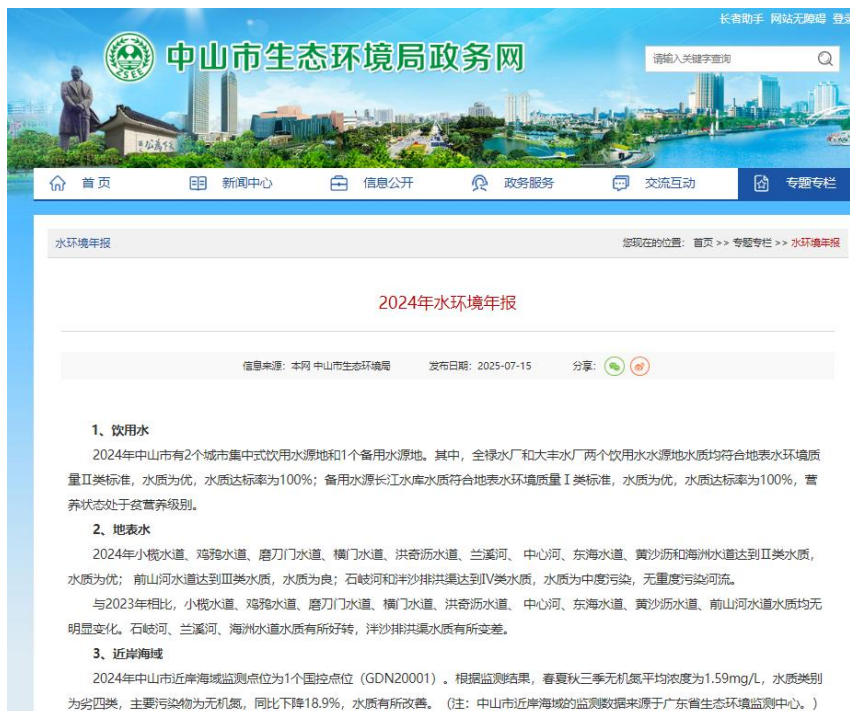 长者助手 网站无障碍 登录
中山市生态环境局政务网
ZSEE
请输入关键字查询
天下為公
首页 新闻中心 信息公开 政务服务 交流互动 专题专栏
水环境年报 您现在的位置: 首页 >> 专题专栏 >> 水环境年报
2024年水环境年报
信息来源: 本网 中山市生态环境局 发布日期: 2025-07-15 分享:
1、饮用水
2024年中山市有2个城市集中式饮用水源地和1个备用水源地。其中，全禄水厂和大丰水厂两个饮用水水源地水质均符合地表水环境质
量II类标准，水质为优，水质达标率为100%；备用水源长江水库水质符合地表水环境质量 I 类标准，水质为优，水质达标率为100%，营
养状态处于贫营养级别。
2、地表水
2024年小榄水道、鸡鸦水道、磨刀门水道、横门水道、洪奇沥水道、兰溪河、 中心河、东海水道、黄沙沥和海洲水道达到II类水质，
水质为优； 前山河水道达到III类水质，水质为良；石岐河和泮沙排洪渠达到IV类水质，水质为中度污染，无重度污染河流。
与2023年相比，小榄水道、鸡鸦水道、磨刀门水道、横门水道、洪奇沥水道、 中心河、东海水道、黄沙沥水道、前山河水道水质均无
明显变化。石岐河、兰溪河、海洲水道水质有所好转，泮沙排洪渠水质有所变差。
3、近岸海域
2024年中山市近岸海域监测点位为1个国控点位（GDN20001）。根据监测结果，春夏秋三季无机氮平均浓度为1.59mg/L，水质类别
为劣四类，主要污染物为无机氮，同比下降18.9%，水质有所改善。（注：中山市近岸海域的监测数据来源于广东省生态环境监测中心。）